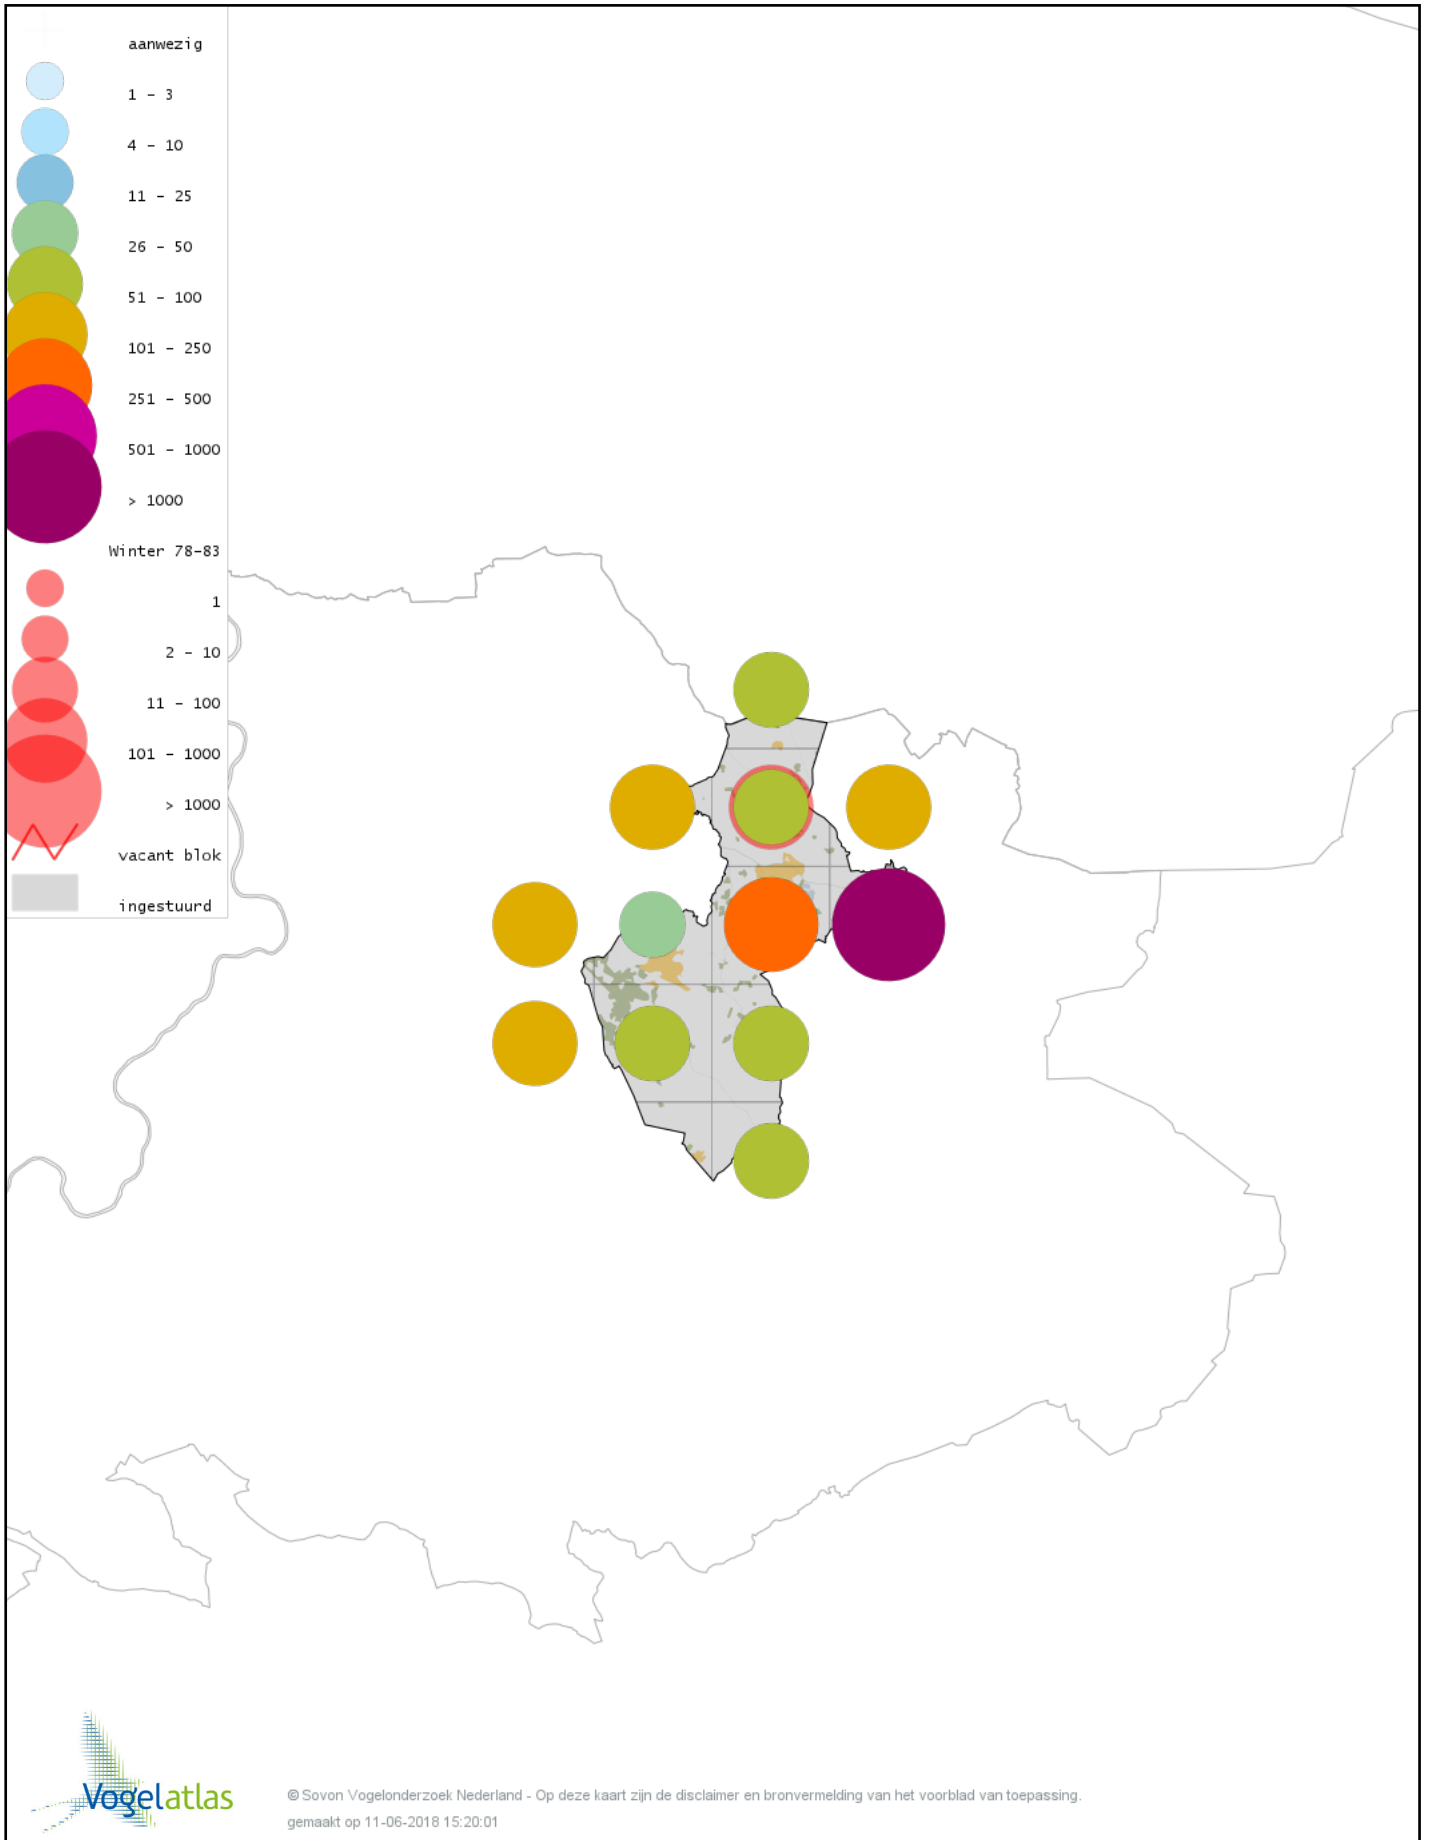 aanwezig
1 - 3
4 - 10
11 - 25
26 - 50
51 - 100
101 - 250
251 - 500
501 - 1000
> 1000
Winter 78-83
1
2 - 10
11 - 100
101 - 1000
> 1000
vacant blok
ingestuurd
Vogelatlas
© Sovon Vogelonderzoek Nederland - Op deze kaart zijn de disclaimer en bronvermelding van het voorblad van toepassing.
gemaakt op 11-06-2018 15:20:01